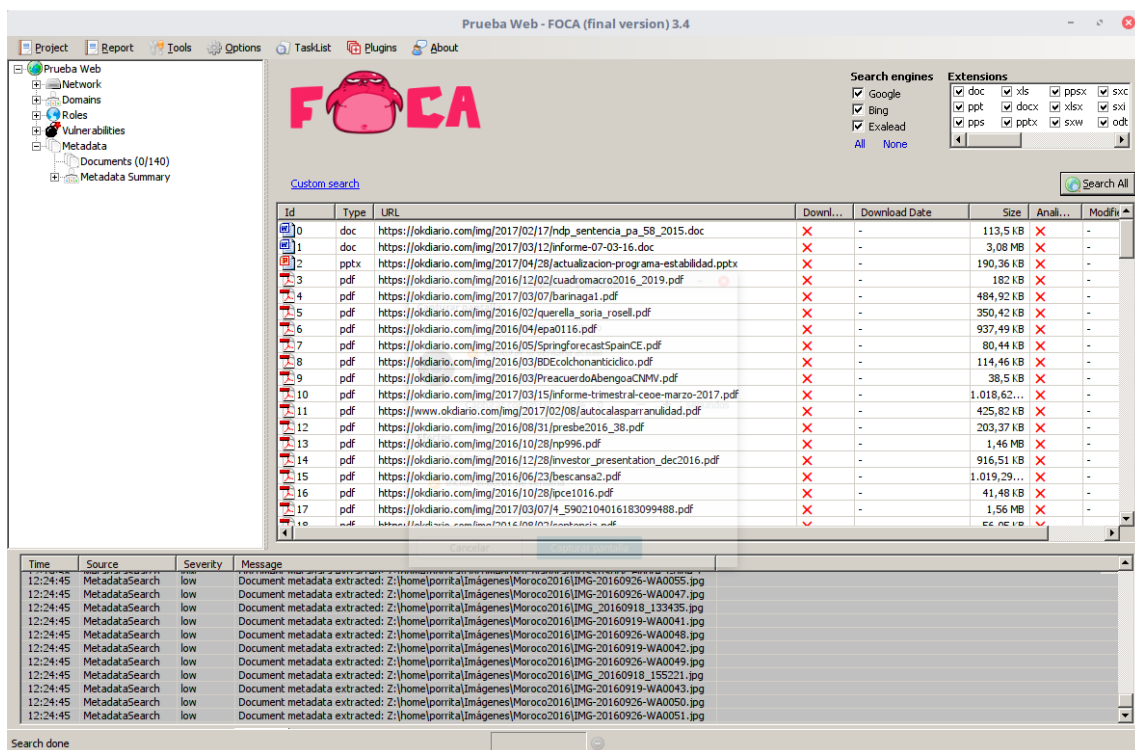 Prueba Web - FOCA (final version) 3.4
Project Report Tools Options TaskList Plugins About
Prueba Web
Network
Domains
Roles
Vulnerabilities
Metadata
Documents (0/140)
Metadata Summary
FOCA
Search engines
Google
Bing
Exalead
All None
Extensions
doc xls ppsx sxc
ppt docx xlsx sxi
pps pptx sxw odt
Custom search
Search All
Id Type URL Downl... Download Date Size Anali... Modifi
0 doc https://okdiario.com/img/2017/02/17/ndp_sentencia_pa_58_2015.doc - 113,5 KB -
1 doc https://okdiario.com/img/2017/03/12/informe-07-03-16.doc - 3,08 MB -
2 pptx https://okdiario.com/img/2017/04/28/actualizacion-programa-estabilidad.pptx - 190,36 KB -
3 pdf https://okdiario.com/img/2016/12/02/cuadromacro2016_2019.pdf - 182 KB -
4 pdf https://okdiario.com/img/2017/03/07/barinaga1.pdf - 484,92 KB -
5 pdf https://okdiario.com/img/2016/02/querella_soria_rosell.pdf - 350,42 KB -
6 pdf https://okdiario.com/img/2016/04/epa0116.pdf - 937,49 KB -
7 pdf https://okdiario.com/img/2016/05/SpringforecastSpainCE.pdf - 80,44 KB -
8 pdf https://okdiario.com/img/2016/03/BDEcolchonanticiclico.pdf - 114,46 KB -
9 pdf https://okdiario.com/img/2016/03/PreacuerdoAbengoaCNMV.pdf - 38,5 KB -
10 pdf https://okdiario.com/img/2017/03/15/informe-trimestral-ceoe-marzo-2017.pdf - 1.018,62... -
11 pdf https://www.okdiario.com/img/2017/02/08/autocalasparranulidad.pdf - 425,82 KB -
12 pdf https://okdiario.com/img/2016/08/31/presbe2016_38.pdf - 203,37 KB -
13 pdf https://okdiario.com/img/2016/10/28/np996.pdf - 1,46 MB -
14 pdf https://okdiario.com/img/2016/12/28/investor_presentation_dec2016.pdf - 916,51 KB -
15 pdf https://okdiario.com/img/2016/06/23/bescansa2.pdf - 1.019,29... -
16 pdf https://okdiario.com/img/2016/10/28/ipce1016.pdf - 41,48 KB -
17 pdf https://okdiario.com/img/2017/03/07/4_5902104016183099488.pdf - 1,56 MB -
18 pdf https://okdiario.com/img/2016/08/02/sentencia.pdf - 56,05 KB
Cancelar
Time Source Severity Message
12:24:45 MetadataSearch low Document metadata extracted: Z:\home\porrita\Imágenes\Moroco2016\IMG-20160926-WA0055.jpg
12:24:45 MetadataSearch low Document metadata extracted: Z:\home\porrita\Imágenes\Moroco2016\IMG-20160926-WA0047.jpg
12:24:45 MetadataSearch low Document metadata extracted: Z:\home\porrita\Imágenes\Moroco2016\IMG_20160918_133435.jpg
12:24:45 MetadataSearch low Document metadata extracted: Z:\home\porrita\Imágenes\Moroco2016\IMG-20160919-WA0041.jpg
12:24:45 MetadataSearch low Document metadata extracted: Z:\home\porrita\Imágenes\Moroco2016\IMG-20160926-WA0048.jpg
12:24:45 MetadataSearch low Document metadata extracted: Z:\home\porrita\Imágenes\Moroco2016\IMG-20160919-WA0042.jpg
12:24:45 MetadataSearch low Document metadata extracted: Z:\home\porrita\Imágenes\Moroco2016\IMG-20160926-WA0049.jpg
12:24:45 MetadataSearch low Document metadata extracted: Z:\home\porrita\Imágenes\Moroco2016\IMG_20160918_155221.jpg
12:24:45 MetadataSearch low Document metadata extracted: Z:\home\porrita\Imágenes\Moroco2016\IMG-20160919-WA0043.jpg
12:24:45 MetadataSearch low Document metadata extracted: Z:\home\porrita\Imágenes\Moroco2016\IMG-20160926-WA0050.jpg
12:24:45 MetadataSearch low Document metadata extracted: Z:\home\porrita\Imágenes\Moroco2016\IMG-20160926-WA0051.jpg
Search done